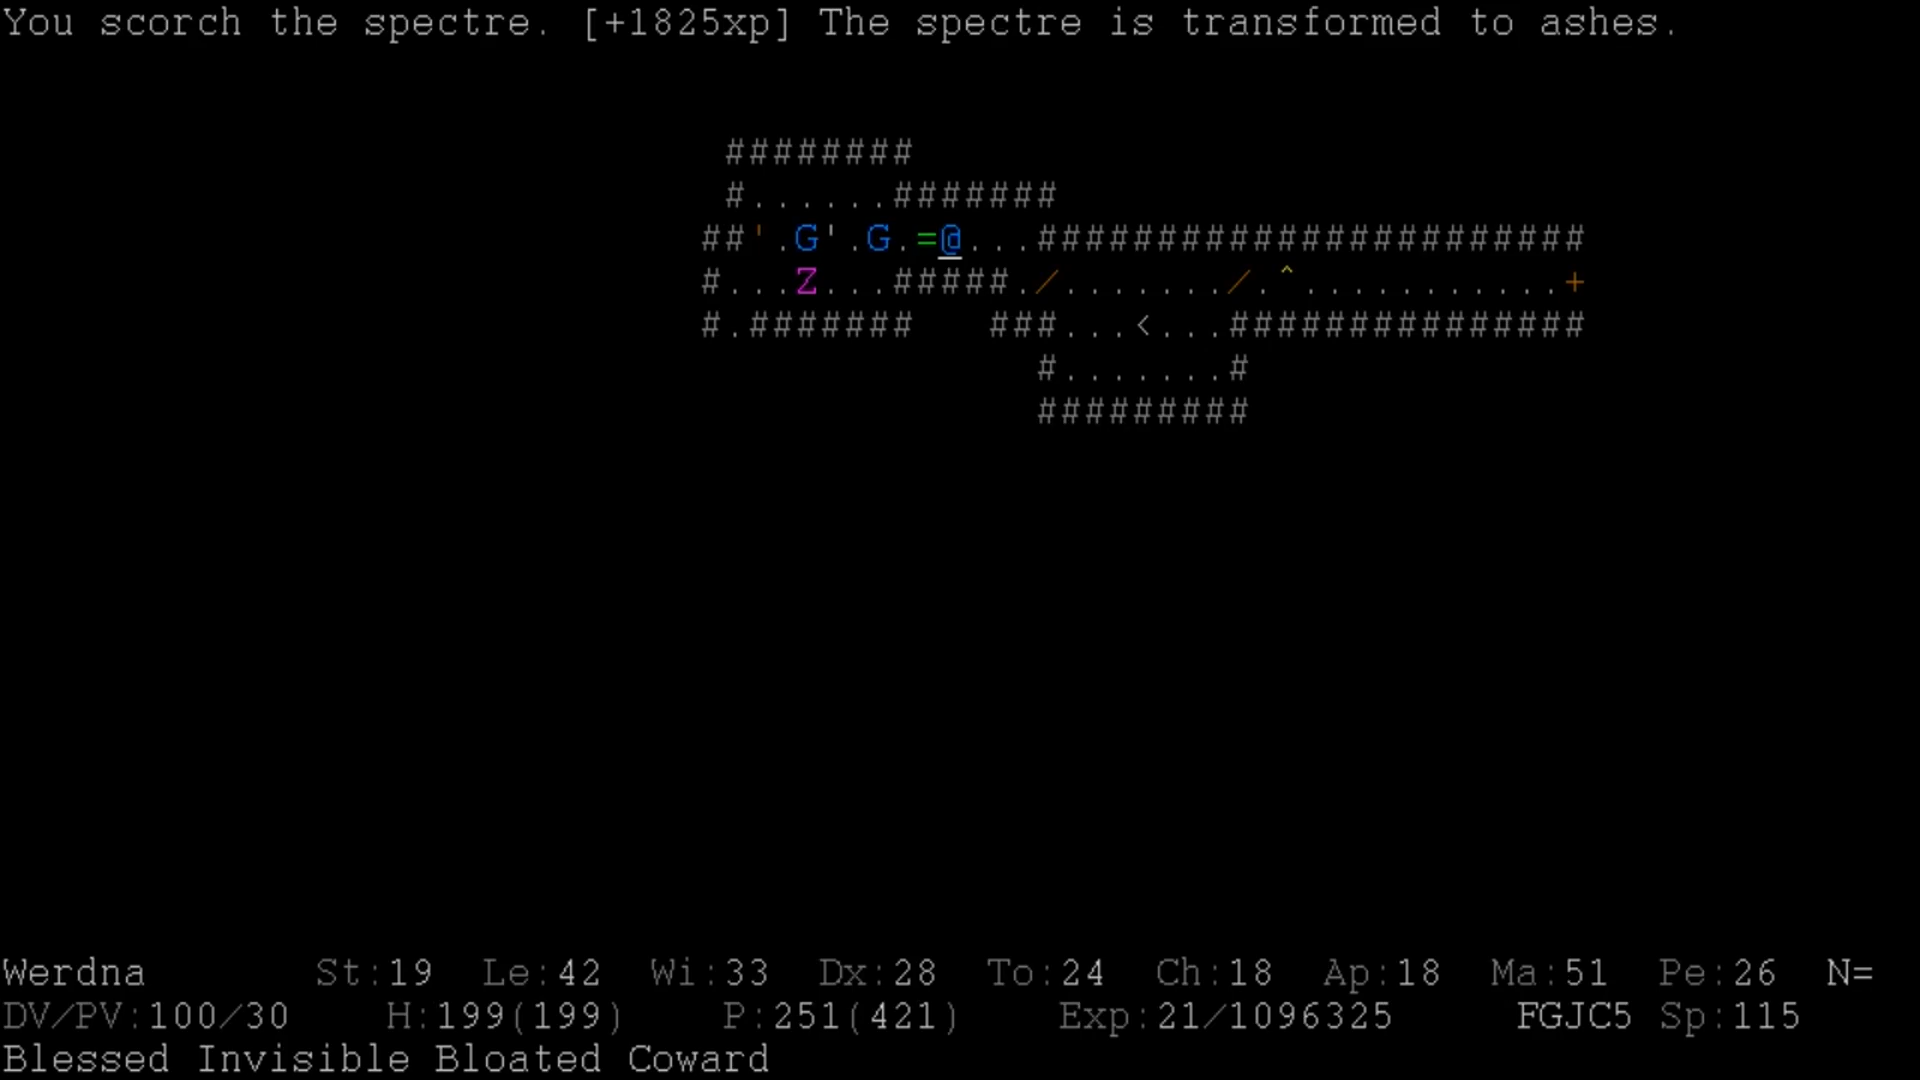 You scorch the spectre. [+1825xp] The spectre is transformed to ashes.
########
#......#######
##'.G'.G.=@...#######################
#...Z...#####./......./.^...........+
#.####### ###...<...###############
#.......#
#########
Werdna St:19 Le:42 Wi:33 Dx:28 To:24 Ch:18 Ap:18 Ma:51 Pe:26 N=
DV/PV:100/30 H:199(199) P:251(421) Exp:21/1096325 FGJC5 Sp:115
Blessed Invisible Bloated Coward